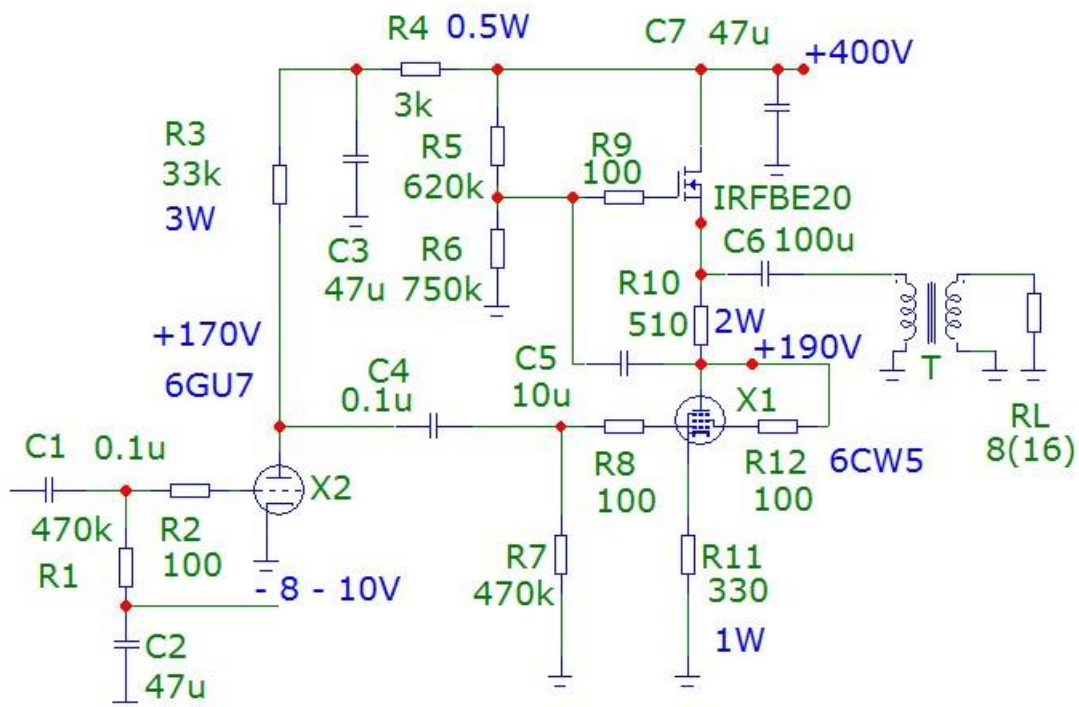 R4 0.5W
C7 47u
+400V
3k
R3
33k
3W
R5
620k
R9
100
IRFBE20
C3
47u
R6
750k
C6 100u
R10
510
2W
+190V
+170V
6GU7
C4
0.1u
C5
10u
X1
T
RL
8(16)
C1 0.1u
470k
R1
R2
100
X2
R8
100
R12
100
6CW5
R7
470k
R11
330
1W
- 8 - 10V
C2
47u